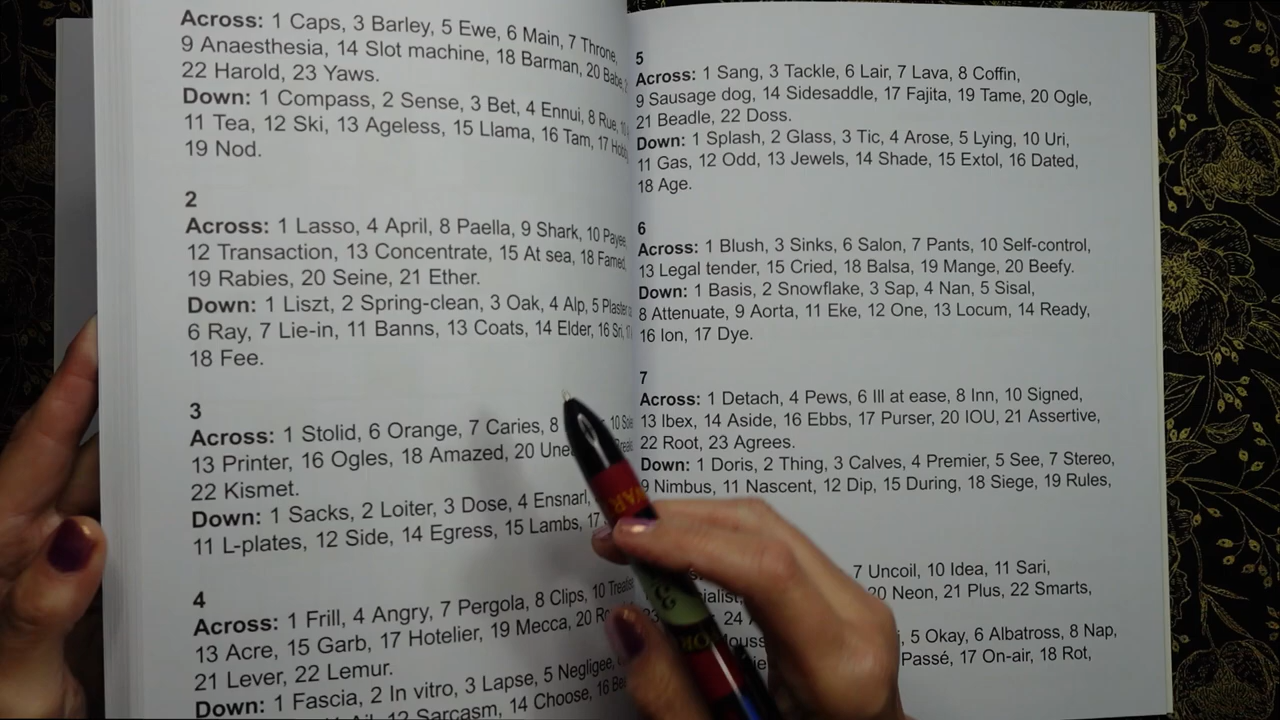 Across: 1 Caps, 3 Barley, 5 Ewe, 6 Main, 7 Throne,
9 Anaesthesia, 14 Slot machine, 18 Barman, 20 Babe,
22 Harold, 23 Yaws.
Down: 1 Compass, 2 Sense, 3 Bet, 4 Ennui, 8 Rue,
11 Tea, 12 Ski, 13 Ageless, 15 Llama, 16 Tam, 17
19 Nod.
2
Across: 1 Lasso, 4 April, 8 Paella, 9 Shark, 10 Payee,
12 Transaction, 13 Concentrate, 15 At sea, 18 Famed,
19 Rabies, 20 Seine, 21 Ether.
Down: 1 Liszt, 2 Spring-clean, 3 Oak, 4 Alp, 5
6 Ray, 7 Lie-in, 11 Banns, 13 Coats, 14 Elder, 16 Sri,
18 Fee.
3
Across: 1 Stolid, 6 Orange, 7 Caries, 8 10
13 Printer, 16 Ogles, 18 Amazed, 20
22 Kismet.
Down: 1 Sacks, 2 Loiter, 3 Dose, 4 Ensnarl,
11 L-plates, 12 Side, 14 Egress, 15 Lambs, 17
4
Across: 1 Frill, 4 Angry, 7 Pergola, 8 Clips, 10
13 Acre, 15 Garb, 17 Hotelier, 19 Mecca, 20
21 Lever, 22 Lemur.
Down: 1 Fascia, 2 In vitro, 3 Lapse, 5 Negligee,
12 Sarcasm, 14 Choose, 16
5
Across: 1 Sang, 3 Tackle, 6 Lair, 7 Lava, 8 Coffin,
9 Sausage dog, 14 Sidesaddle, 17 Fajita, 19 Tame, 20 Ogle,
21 Beadle, 22 Doss.
Down: 1 Splash, 2 Glass, 3 Tic, 4 Arose, 5 Lying, 10 Uri,
11 Gas, 12 Odd, 13 Jewels, 14 Shade, 15 Extol, 16 Dated,
18 Age.
6
Across: 1 Blush, 3 Sinks, 6 Salon, 7 Pants, 10 Self-control,
13 Legal tender, 15 Cried, 18 Balsa, 19 Mange, 20 Beefy.
Down: 1 Basis, 2 Snowflake, 3 Sap, 4 Nan, 5 Sisal,
8 Attenuate, 9 Aorta, 11 Eke, 12 One, 13 Locum, 14 Ready,
16 Ion, 17 Dye.
7
Across: 1 Detach, 4 Pews, 6 Ill at ease, 8 Inn, 10 Signed,
13 Ibex, 14 Aside, 16 Ebbs, 17 Purser, 20 IOU, 21 Assertive,
22 Root, 23 Agrees.
Down: 1 Doris, 2 Thing, 3 Calves, 4 Premier, 5 See, 7 Stereo,
9 Nimbus, 11 Nascent, 12 Dip, 15 During, 18 Siege, 19 Rules,
7 Uncoil, 10 Idea, 11 Sari,
20 Neon, 21 Plus, 22 Smarts,
24
5 Okay, 6 Albatross, 8 Nap,
Passé, 17 On-air, 18 Rot,